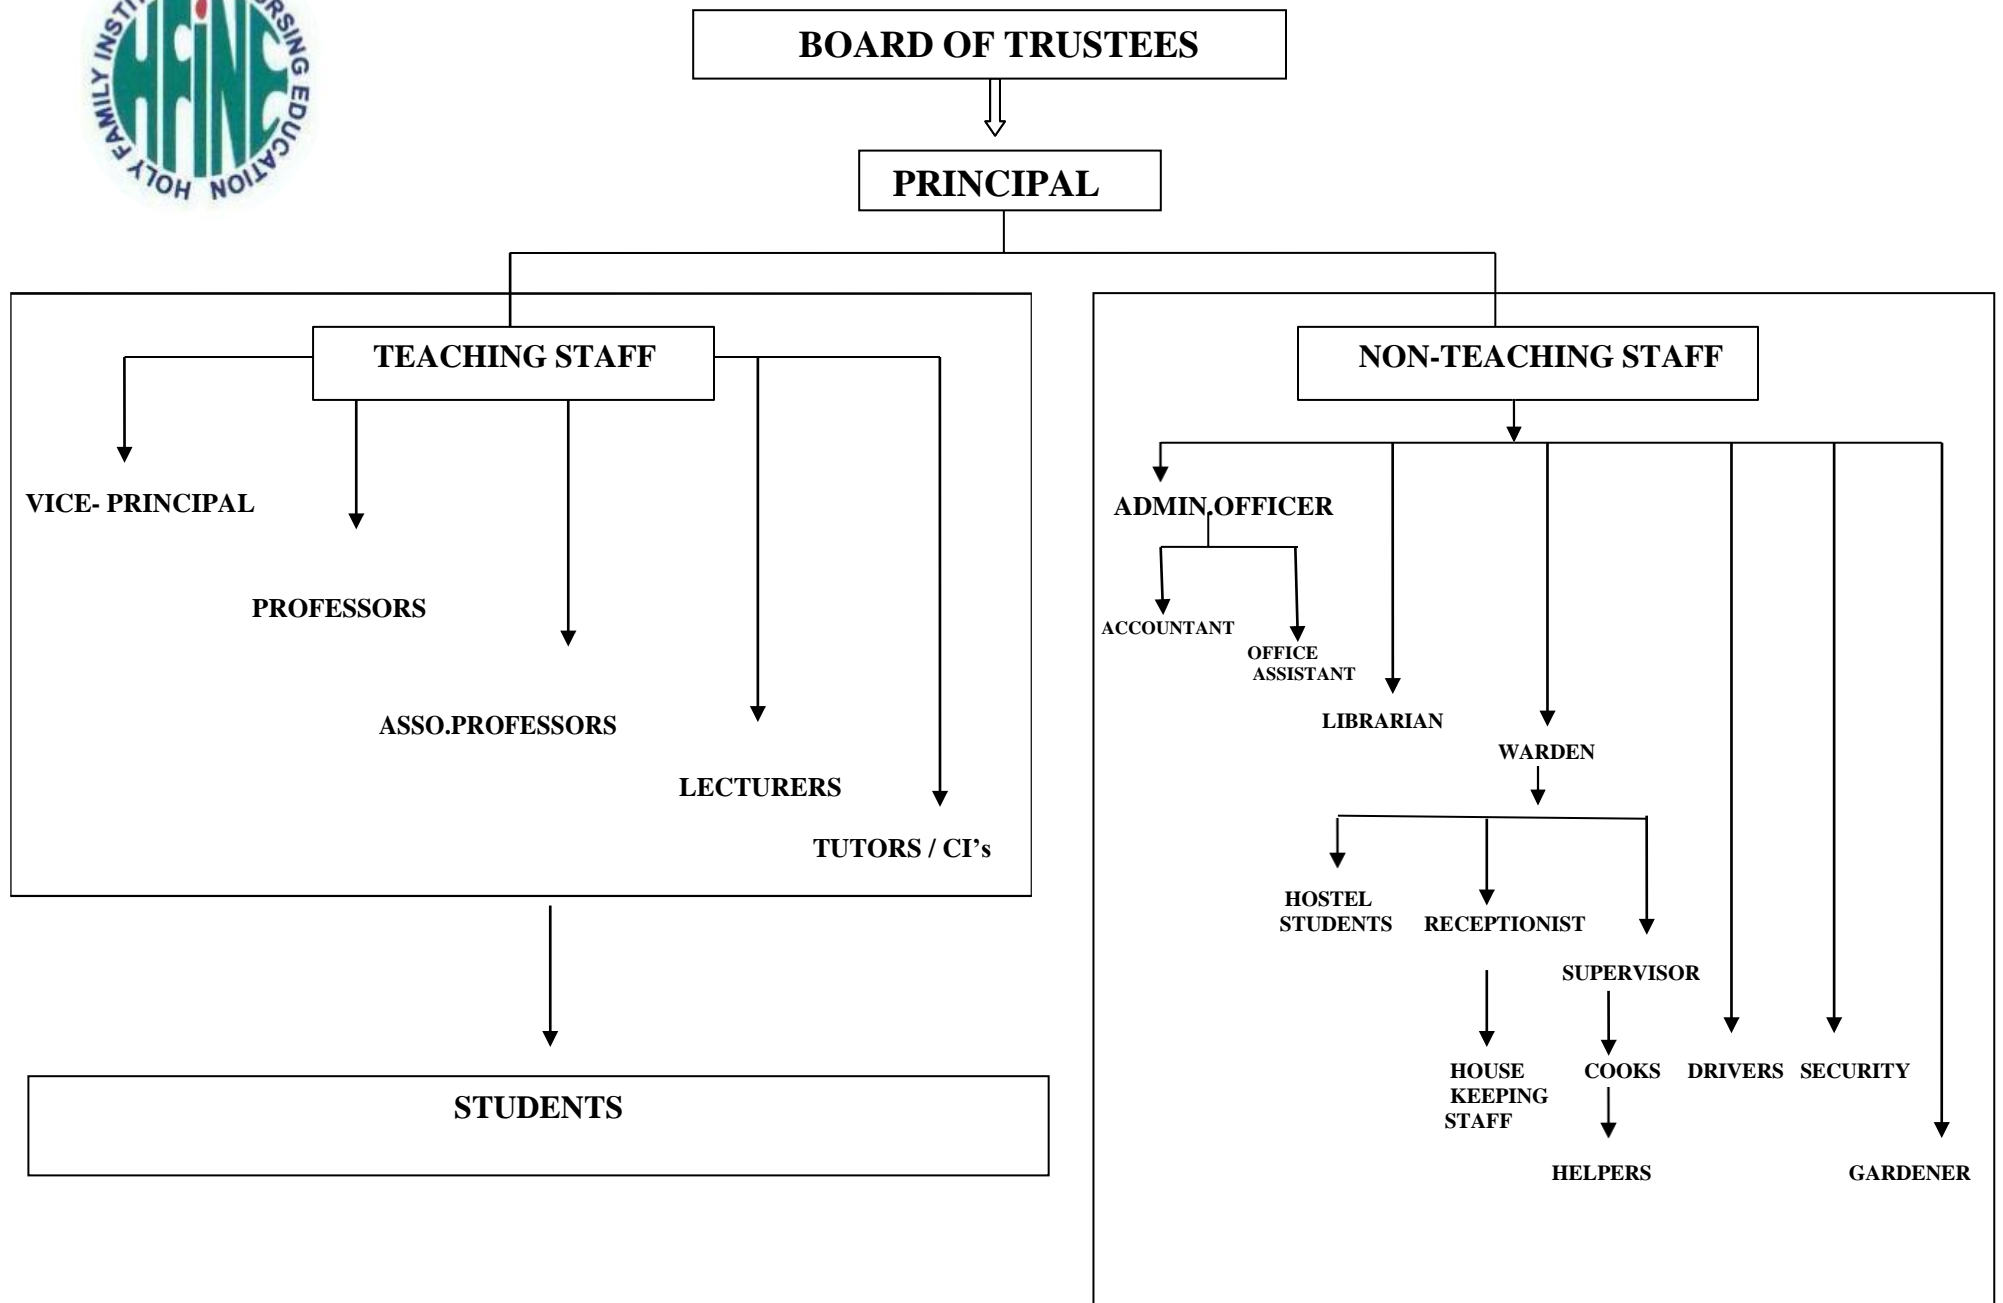 HFiNE
HOLY FAMILY
NURSING EDUCATION
BOARD OF TRUSTEES
PRINCIPAL
TEACHING STAFF
VICE- PRINCIPAL
PROFESSORS
ASSO.PROFESSORS
LECTURERS
TUTORS / CI’s
STUDENTS
NON-TEACHING STAFF
ADMIN.OFFICER
ACCOUNTANT
OFFICE
ASSISTANT
LIBRARIAN
WARDEN
HOSTEL
STUDENTS
RECEPTIONIST
SUPERVISOR
HOUSE
KEEPING
STAFF
COOKS
DRIVERS
SECURITY
HELPERS
GARDENER